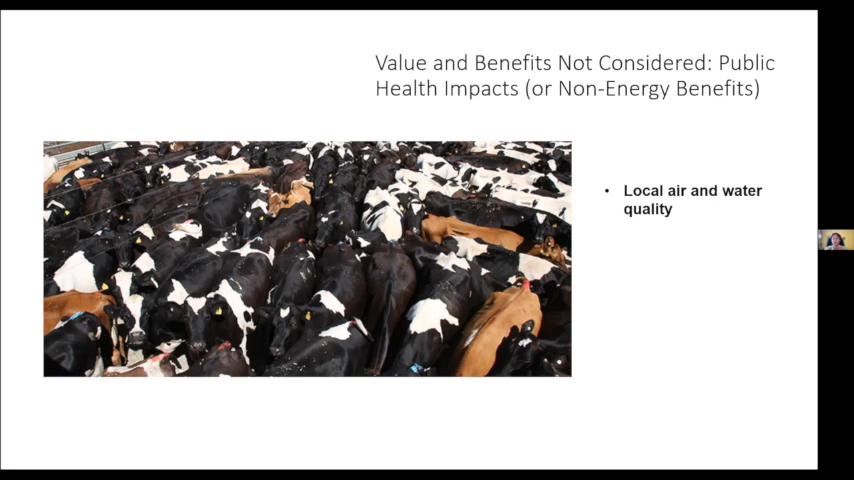 Value and Benefits Not Considered: Public
Health Impacts (or Non-Energy Benefits)
• Local air and water
quality